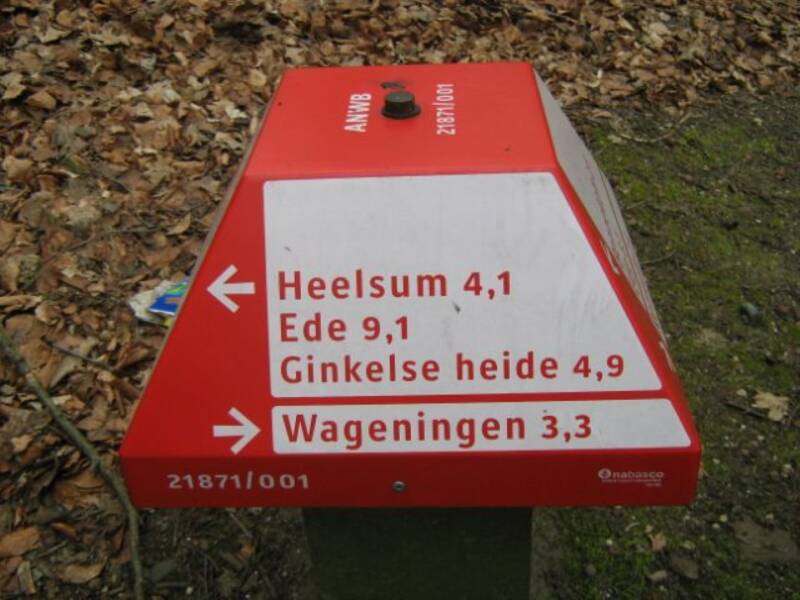 ANWB
21871/001
Heelsum 4,1
Ede 9,1
Ginkelse heide 4,9
Wageningen 3,3
21871/001
nabasco